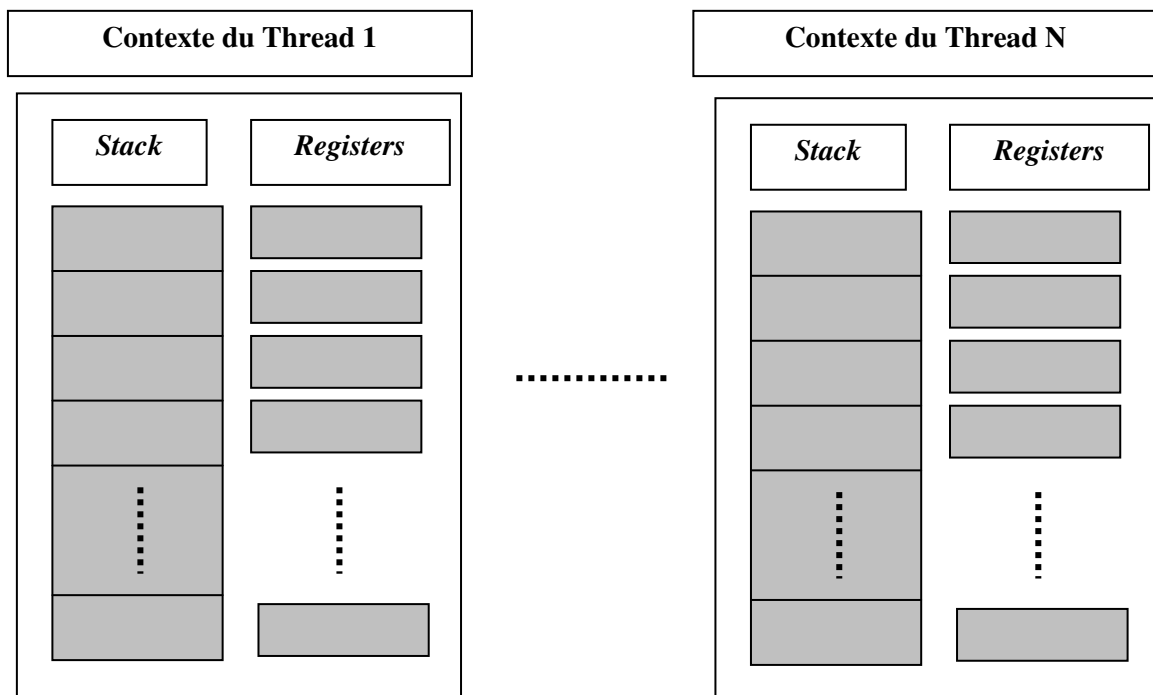 Contexte du Thread 1
Contexte du Thread N
Stack
Registers
Stack
Registers